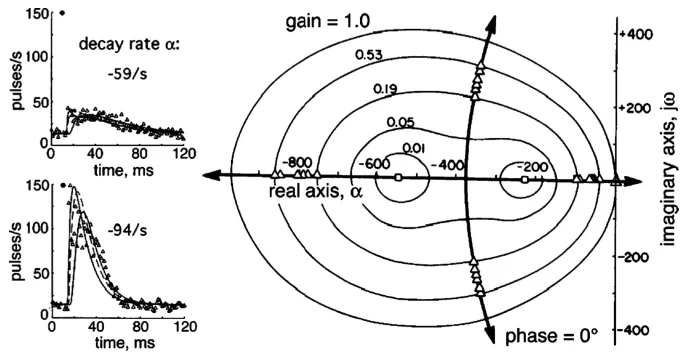 150
100
50
0
pulses/s
decay rate α:
-59/s
0 40 80 120
time, ms
150
100
50
0
pulses/s
-94/s
0 40 80 120
time, ms
gain = 1.0
0.53
0.19
0.05
0.01
-800
-600
-400
-200
real axis, α
+400
+200
-200
-400
imaginary axis, jω
phase = 0°